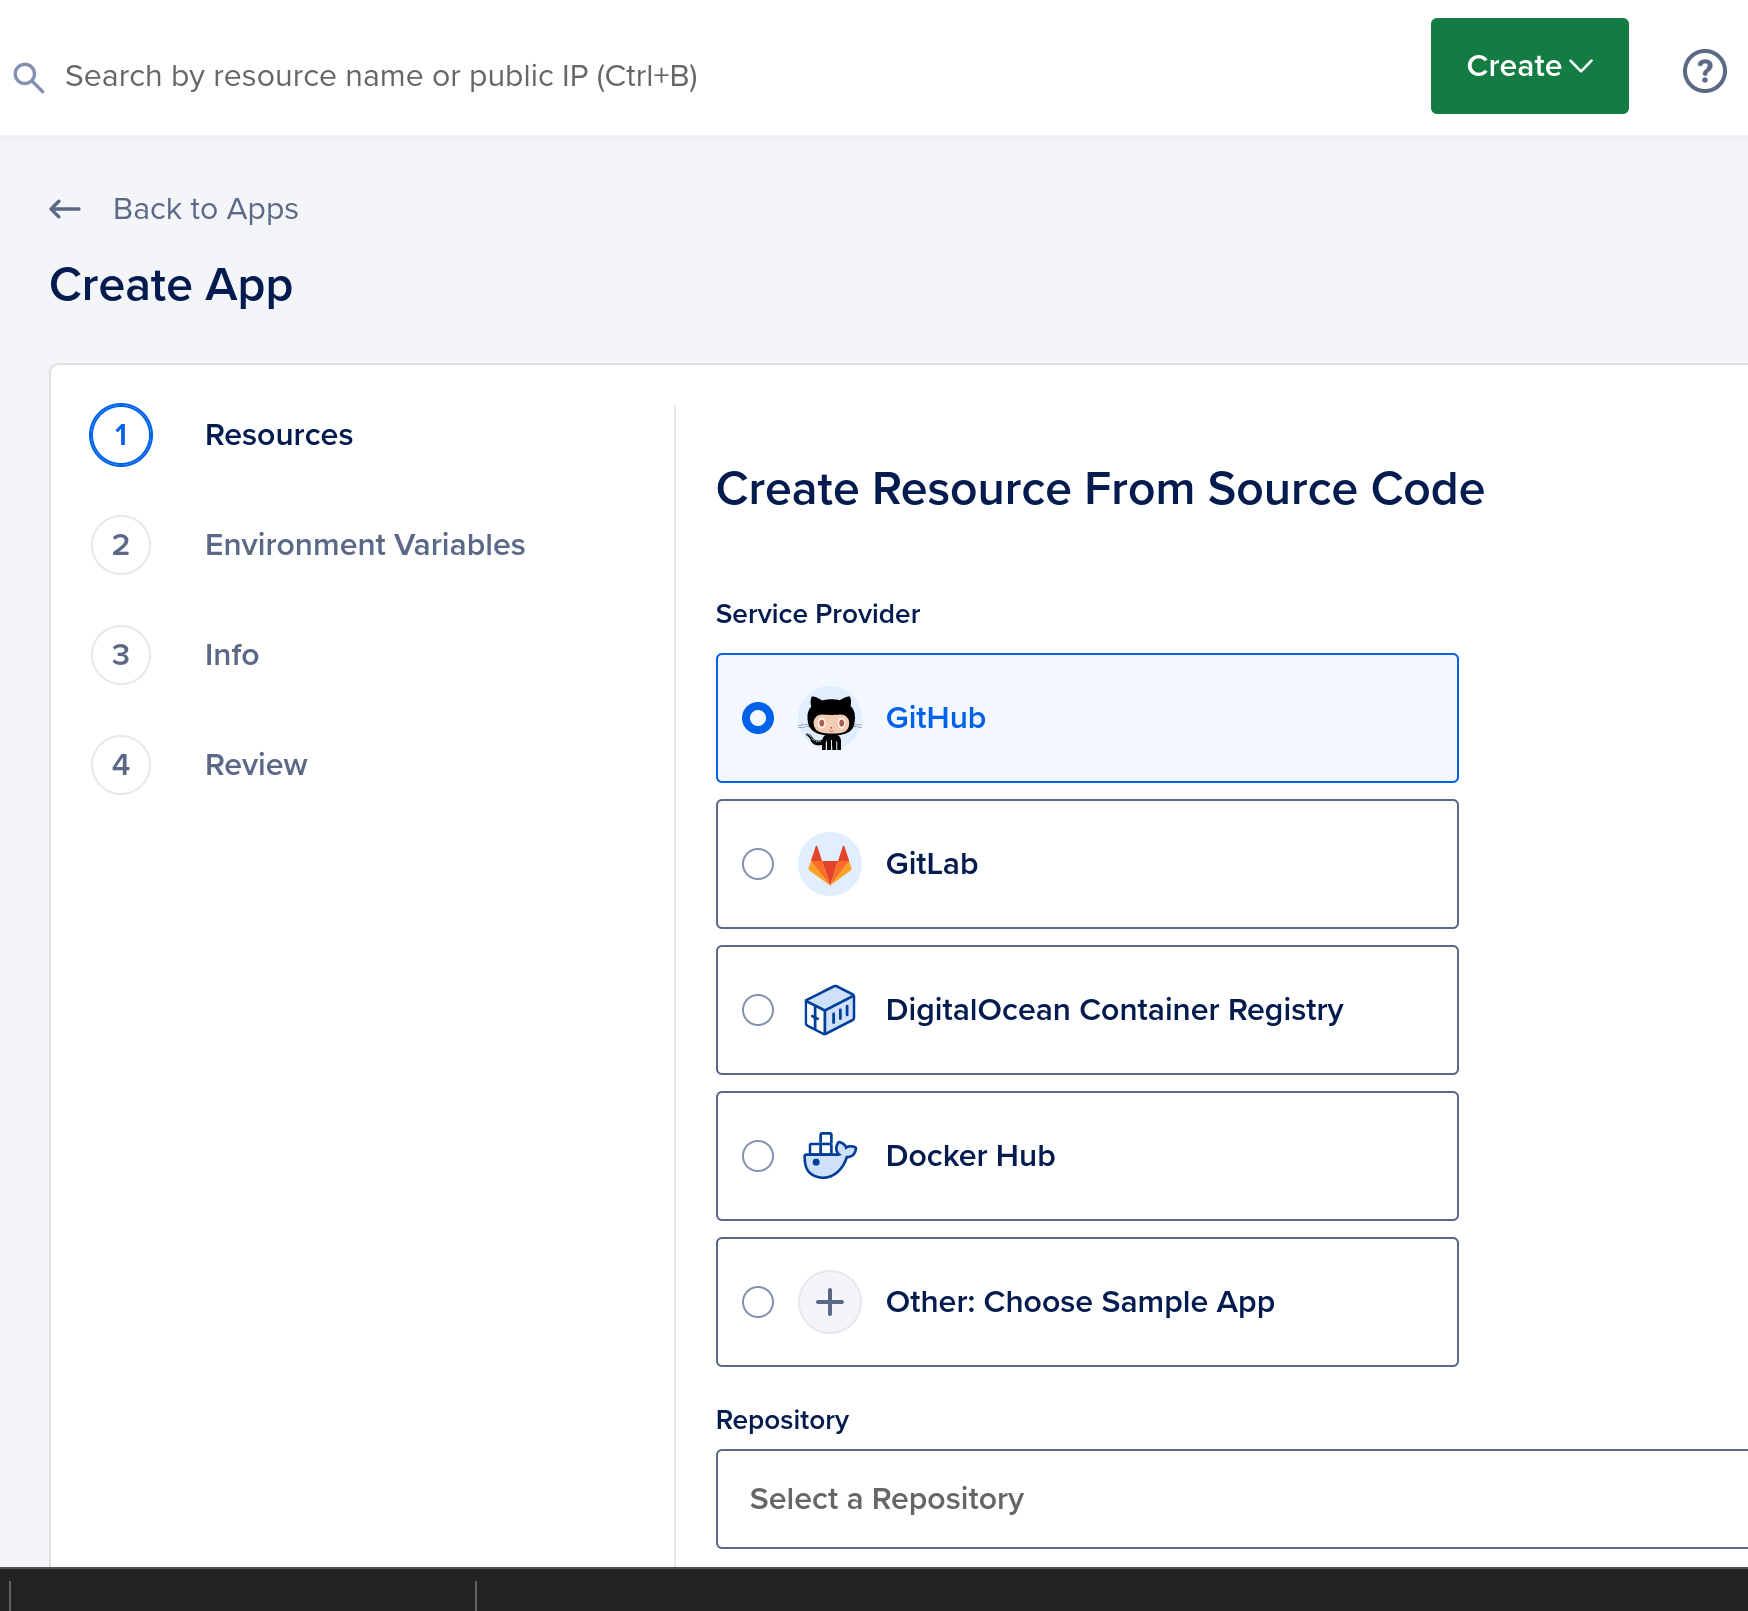 Search by resource name or public IP (Ctrl+B)
Create
Back to Apps
Create App
1 Resources
2 Environment Variables
3 Info
4 Review
Create Resource From Source Code
Service Provider
GitHub
GitLab
DigitalOcean Container Registry
Docker Hub
Other: Choose Sample App
Repository
Select a Repository